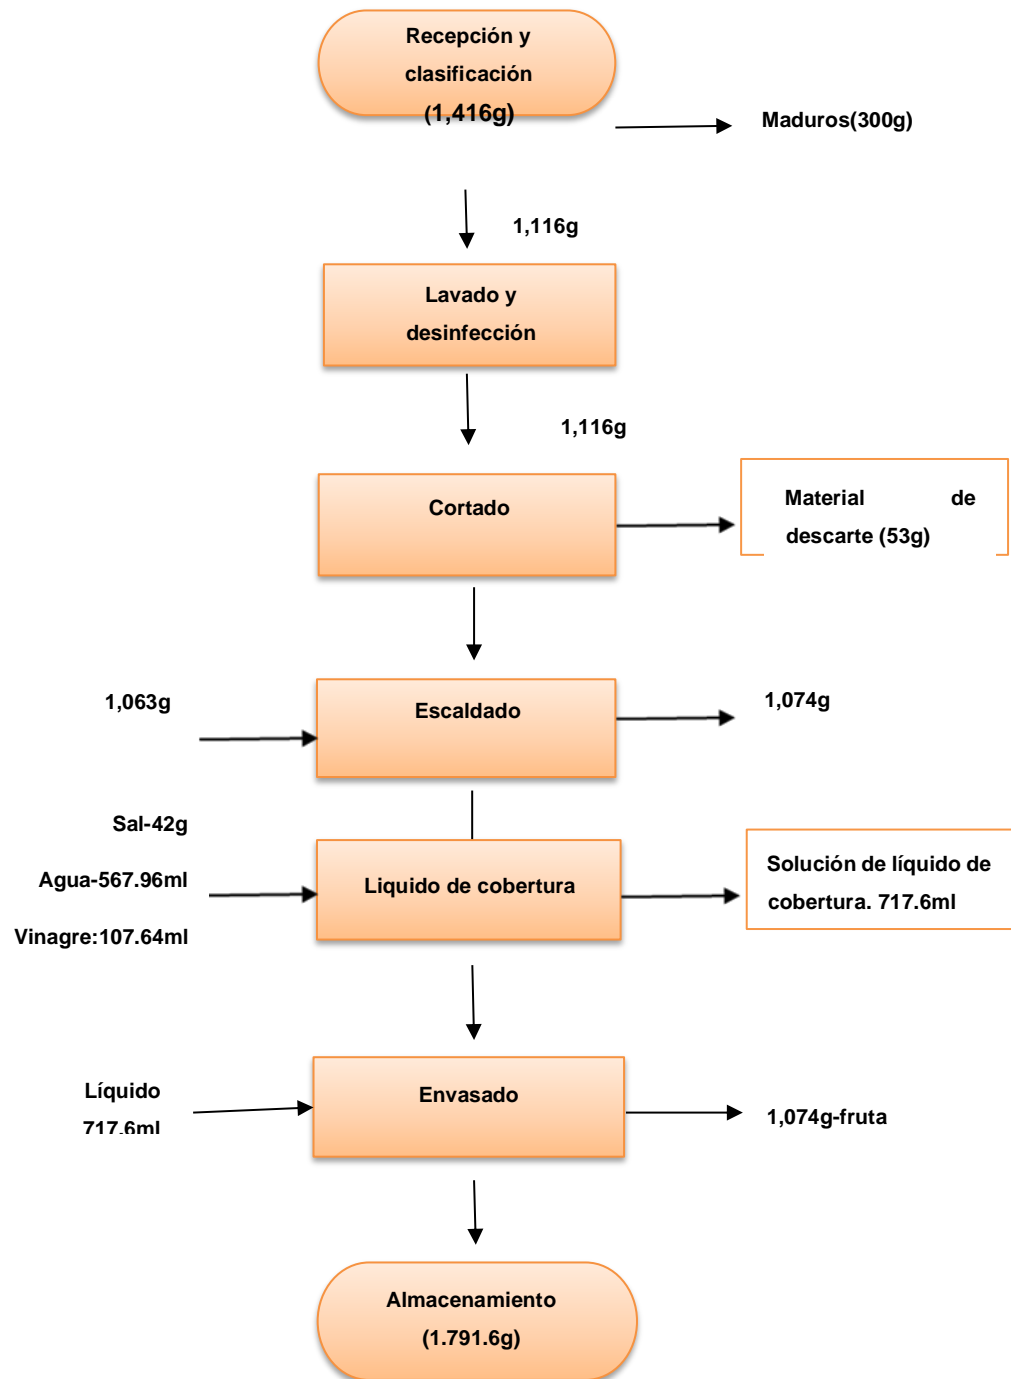 Recepción y
clasificación
(1,416g)
Maduros(300g)
1,116g
Lavado y
desinfección
1,116g
Cortado
Material de
descarte (53g)
1,063g
Escaldado
1,074g
Sal-42g
Agua-567.96ml
Vinagre:107.64ml
Liquido de cobertura
Solución de líquido de
cobertura. 717.6ml
Líquido
717.6ml
Envasado
1,074g-fruta
Almacenamiento
(1.791.6g)